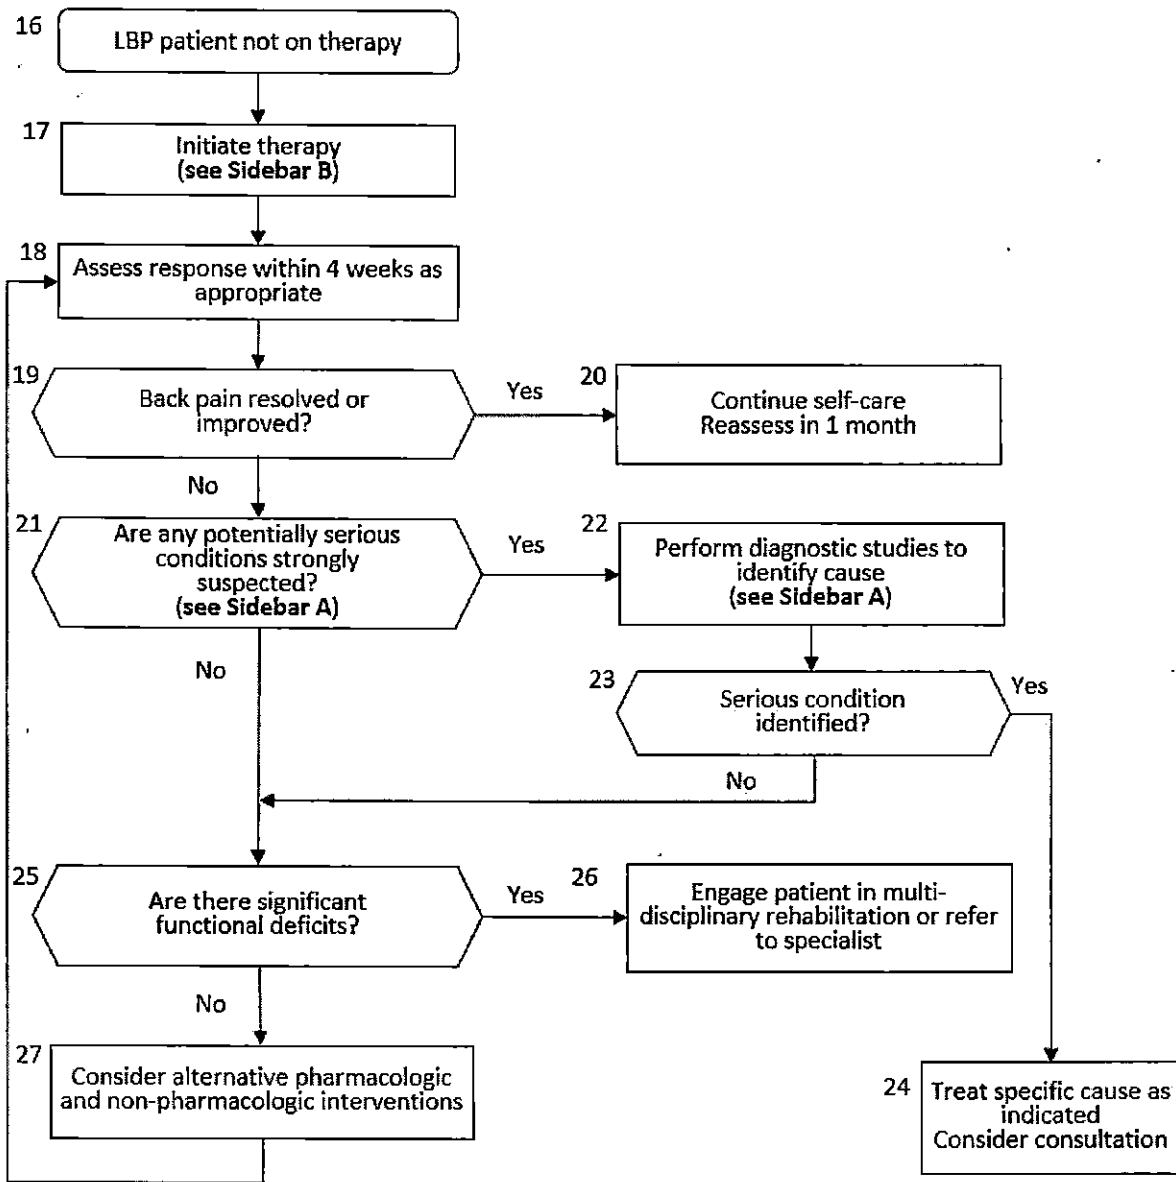 16
LBP patient not on therapy
17
Initiate therapy
(see Sidebar B)
18
Assess response within 4 weeks as
appropriate
19
Back pain resolved or
improved?
Yes
20
Continue self-care
Reassess in 1 month
No
21
Are any potentially serious
conditions strongly
suspected?
(see Sidebar A)
Yes
22
Perform diagnostic studies to
identify cause
(see Sidebar A)
No
23
Serious condition
identified?
Yes
No
25
Are there significant
functional deficits?
Yes
26
Engage patient in multi-
disciplinary rehabilitation or refer
to specialist
No
27
Consider alternative pharmacologic
and non-pharmacologic interventions
24
Treat specific cause as
indicated
Consider consultation